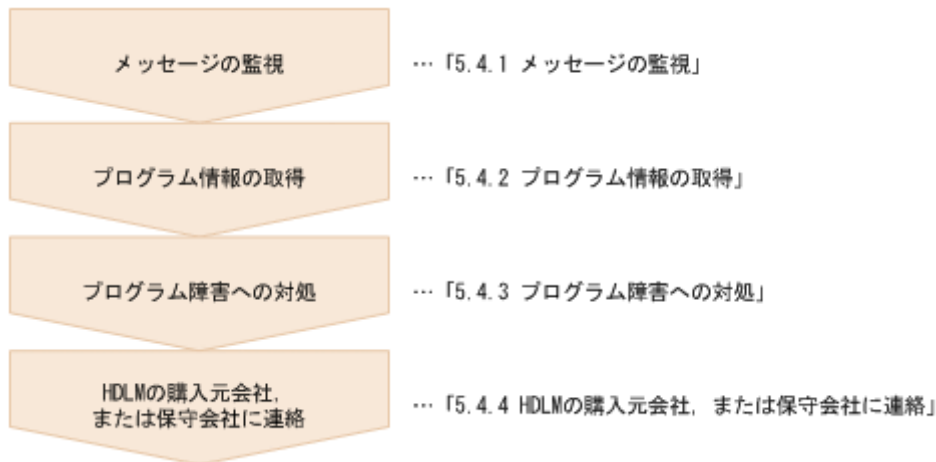 メッセージの監視 … 「5.4.1 メッセージの監視」
プログラム情報の取得 … 「5.4.2 プログラム情報の取得」
プログラム障害への対処 … 「5.4.3 プログラム障害への対処」
HDLMの購入元会社,
または保守会社に連絡 … 「5.4.4 HDLMの購入元会社, または保守会社に連絡」